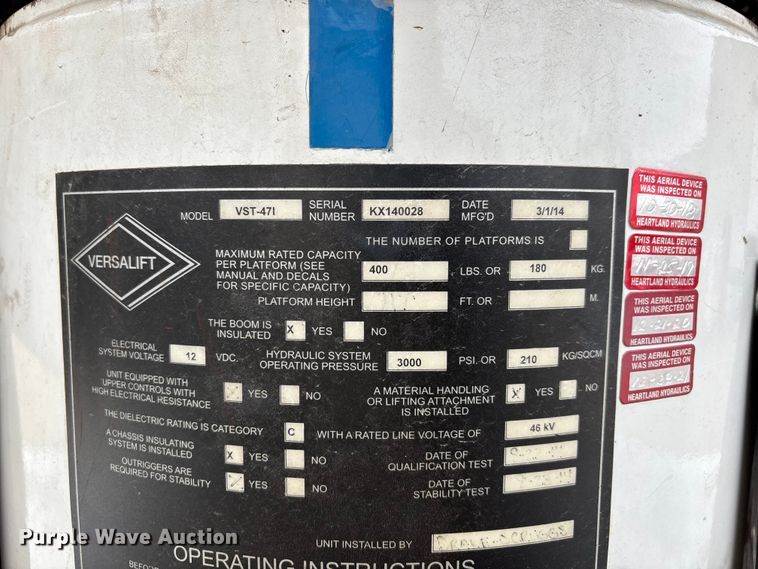 MODEL VST-47I SERIAL NUMBER KX140028 DATE MFG'D 3/1/14
VERSALIFT
THE NUMBER OF PLATFORMS IS
MAXIMUM RATED CAPACITY
PER PLATFORM (SEE
MANUAL AND DECALS
FOR SPECIFIC CAPACITY)
400 LBS. OR 180 KG.
PLATFORM HEIGHT FT. OR M.
THE BOOM IS
INSULATED X YES NO
ELECTRICAL
SYSTEM VOLTAGE 12 VDC.
HYDRAULIC SYSTEM
OPERATING PRESSURE 3000 PSI. OR 210 KG/SQCM
UNIT EQUIPPED WITH
UPPER CONTROLS WITH
HIGH ELECTRICAL RESISTANCE YES NO
A MATERIAL HANDLING
OR LIFTING ATTACHMENT
IS INSTALLED X YES NO
THE DIELECTRIC RATING IS CATEGORY C WITH A RATED LINE VOLTAGE OF 46 kV
A CHASSIS INSULATING
SYSTEM IS INSTALLED X YES NO
DATE OF
QUALIFICATION TEST
OUTRIGGERS ARE
REQUIRED FOR STABILITY YES NO
DATE OF
STABILITY TEST
UNIT INSTALLED BY
OPERATING INSTRUCTIONS
BEFORE
THIS AERIAL DEVICE
WAS INSPECTED ON
HEARTLAND HYDRAULICS
THIS AERIAL DEVICE
WAS INSPECTED ON
HEARTLAND HYDRAULICS
THIS AERIAL DEVICE
WAS INSPECTED ON
HEARTLAND HYDRAULICS
THIS AERIAL DEVICE
WAS INSPECTED ON
HEARTLAND HYDRAULICS
Purple Wave Auction